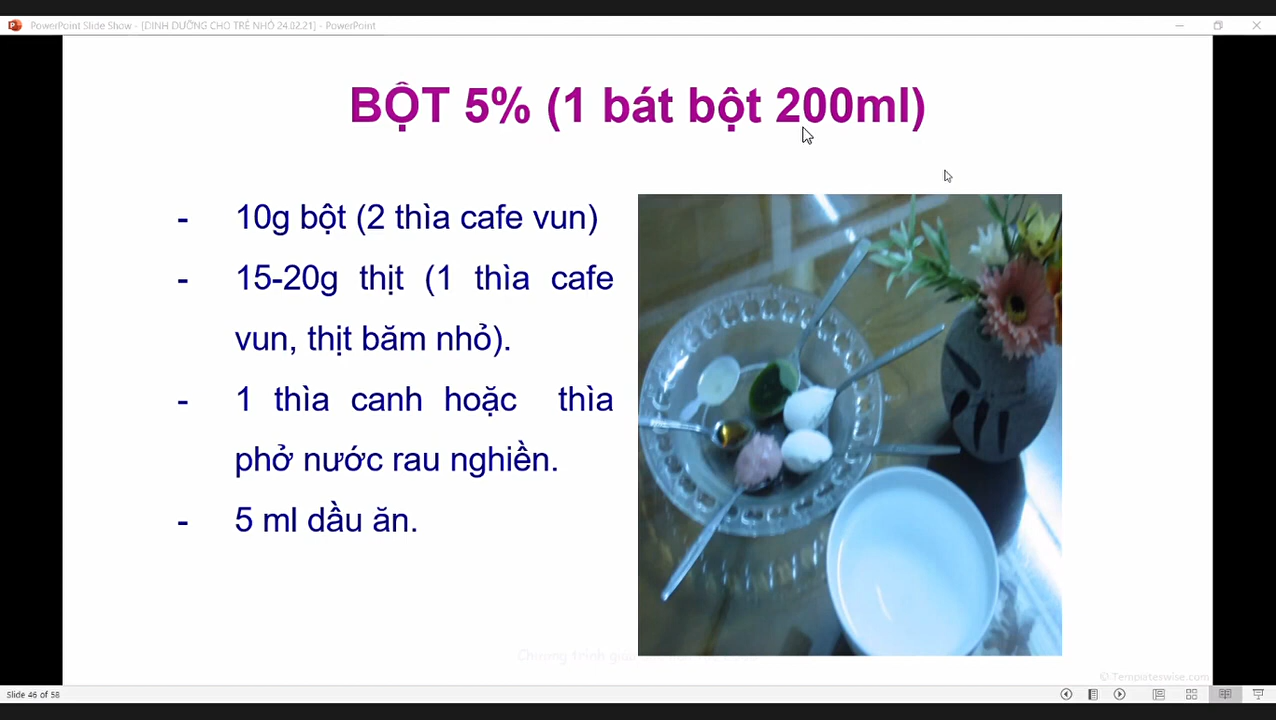 PowerPoint Slide Show - [DINH DƯỠNG CHO TRẺ NHỎ 24.02.21] - PowerPoint
BỘT 5% (1 bát bột 200ml)
- 10g bột (2 thìa cafe vun)
- 15-20g thịt (1 thìa cafe
vun, thịt băm nhỏ).
- 1 thìa canh hoặc thìa
phở nước rau nghiền.
- 5 ml dầu ăn.
Chương trình
© Templateswise.com
Slide 46 of 58